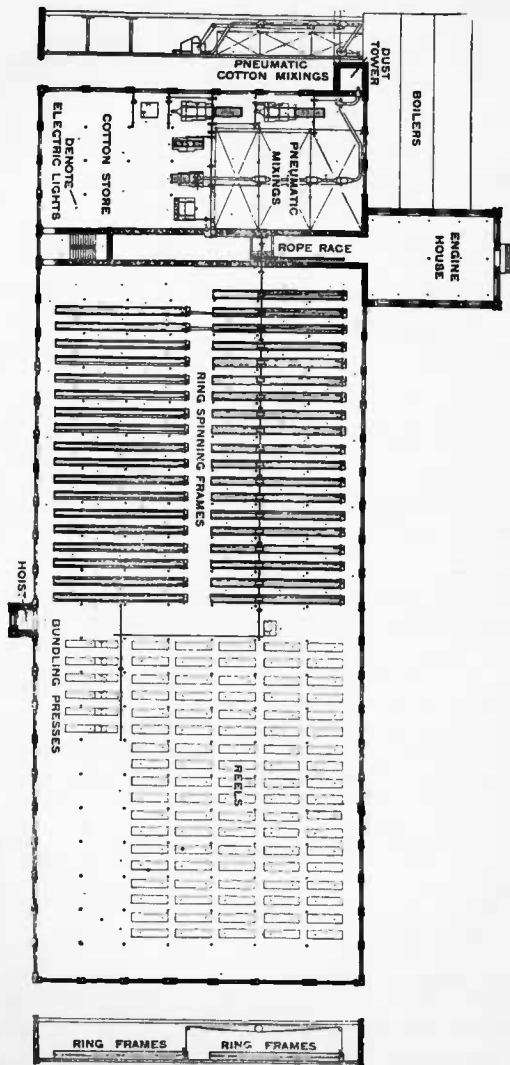 PNEUMATIC
COTTON MIXINGS
DUST
TOWER
BOILERS
COTTON STORE
DENOTE
ELECTRIC LIGHTS
PNEUMATIC
MIXINGS
ROPE RACE
ENGINE
HOUSE
RING SPINNING FRAMES
HOIST
BUNDLING PRESSES
REELS
RING FRAMES
RING FRAMES